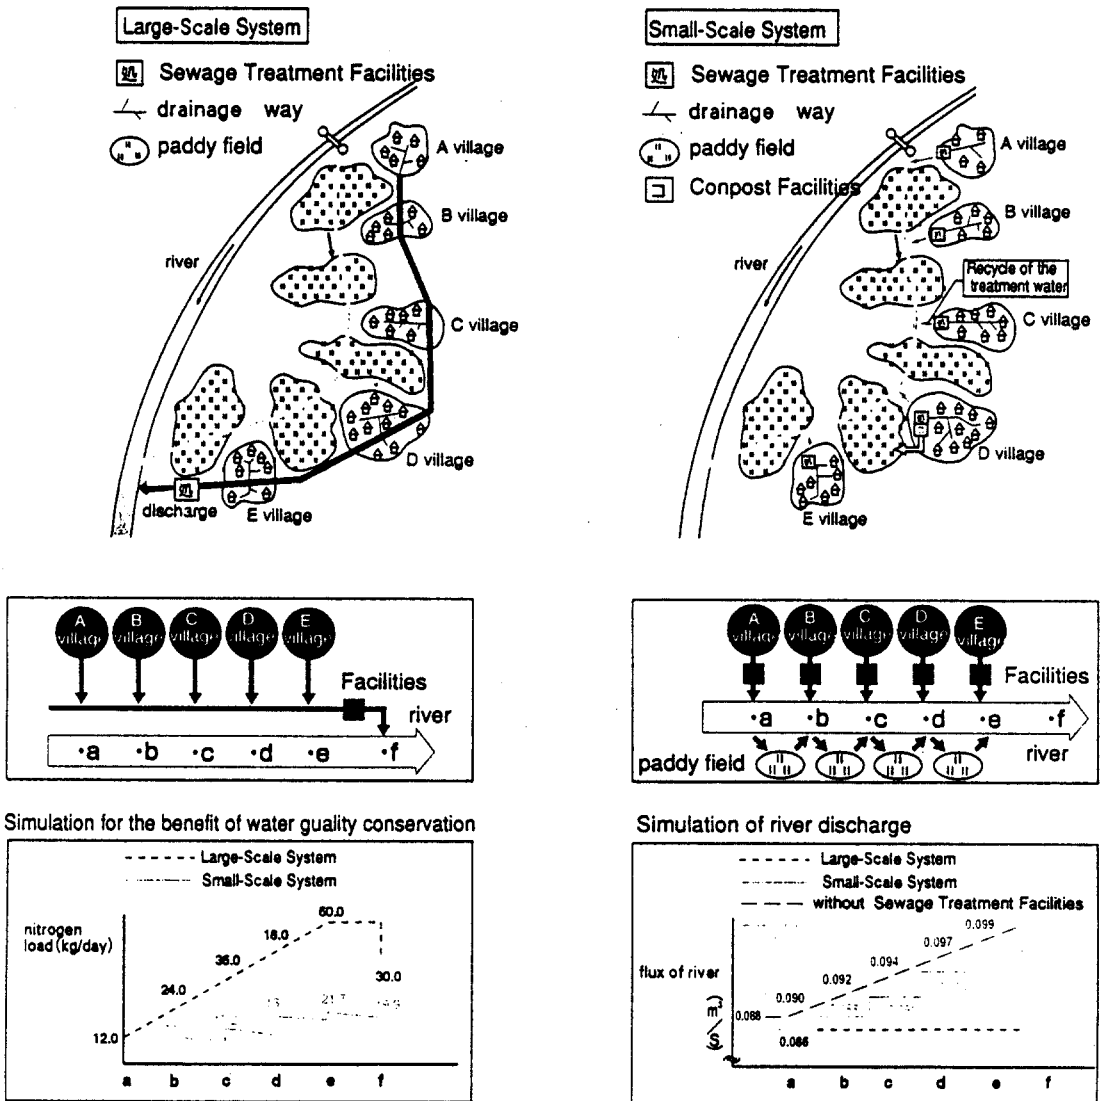 Large-Scale System
Sewage Treatment Facilities
drainage way
paddy field
A village
B village
river
C village
D village
discharge
E village
Small-Scale System
Sewage Treatment Facilities
drainage way
paddy field
Conpost Facilities
A village
B village
river
Recycle of the
treatment water
C village
D village
E village
A village
B village
C village
D village
E village
Facilities
river
·a ·b ·c ·d ·e ·f
A village
B village
C village
D village
E village
Facilities
·a ·b ·c ·d ·e ·f
river
paddy field
Simulation for the benefit of water guality conservation
Large-Scale System
Small-Scale System
nitrogen
load (kg/day)
60.0
18.0
36.0
24.0
12.0
30.0
21.7
a b c d e f
Simulation of river discharge
Large-Scale System
Small-Scale System
without Sewage Treatment Facilities
flux of river
m³/S
0.099
0.097
0.094
0.092
0.090
0.088
0.086
a b c d e f